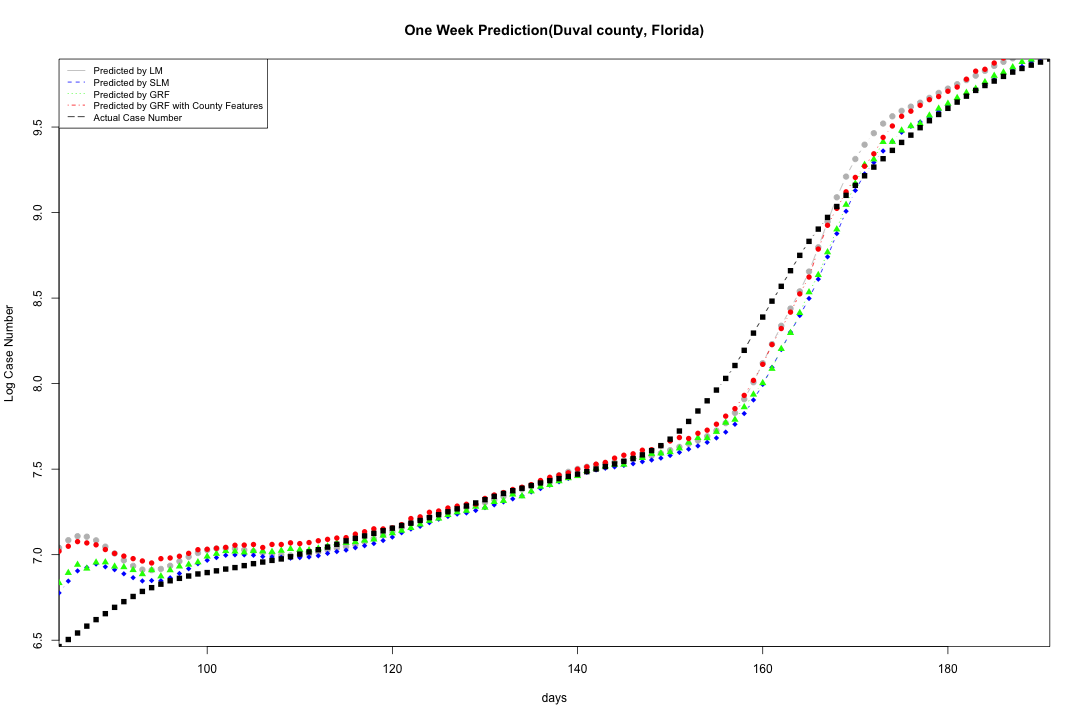 One Week Prediction(Duval county, Florida)
Predicted by LM
Predicted by SLM
Predicted by GRF
Predicted by GRF with County Features
Actual Case Number
Log Case Number
9.5
9.0
8.5
8.0
7.5
7.0
6.5
100 120 140 160 180
days